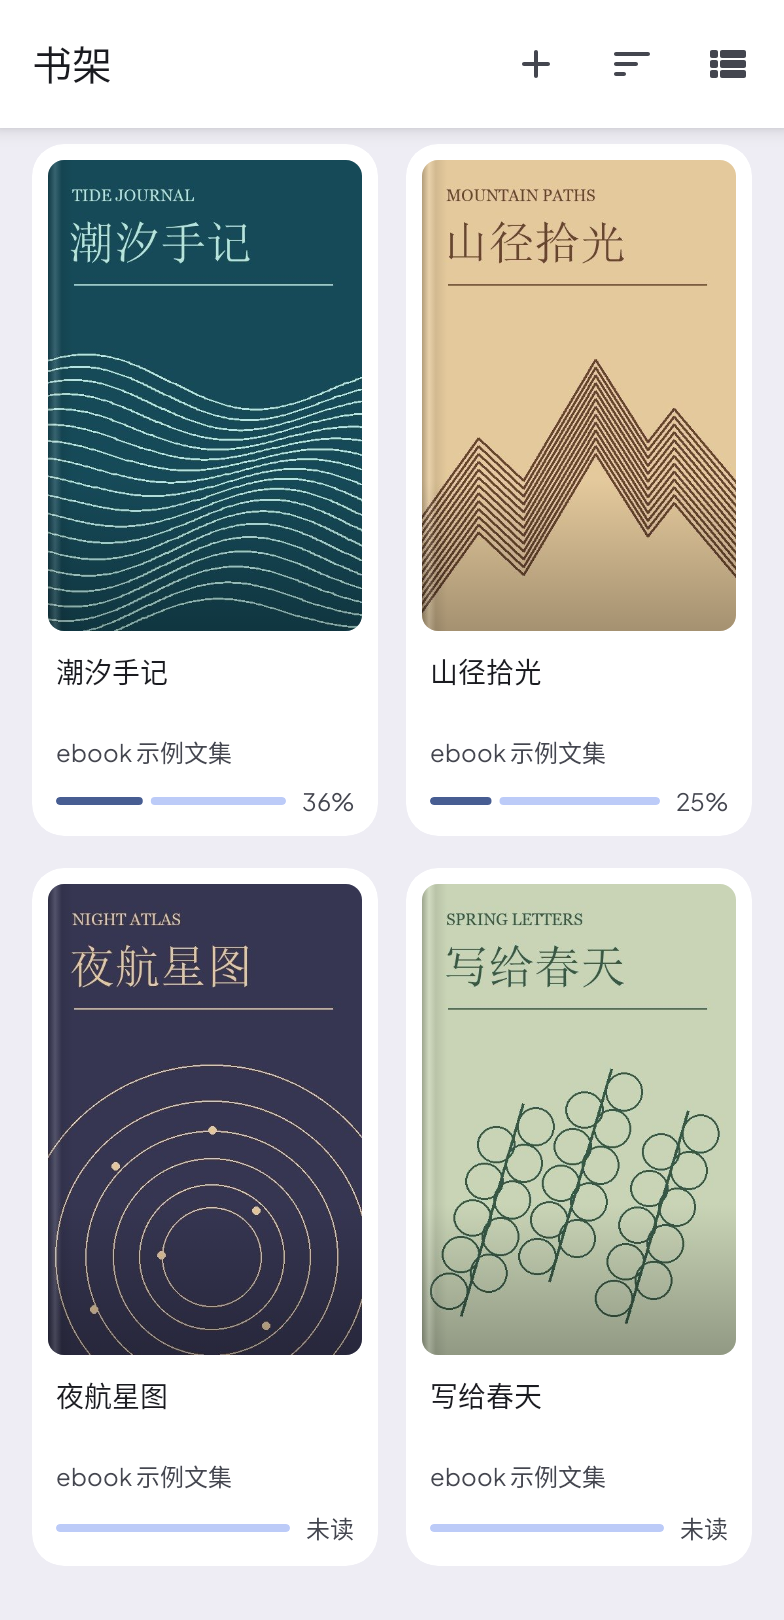 书架
TIDE JOURNAL
潮汐手记
潮汐手记
ebook 示例文集
36%
MOUNTAIN PATHS
山径拾光
山径拾光
ebook 示例文集
25%
NIGHT ATLAS
夜航星图
夜航星图
ebook 示例文集
未读
SPRING LETTERS
写给春天
写给春天
ebook 示例文集
未读